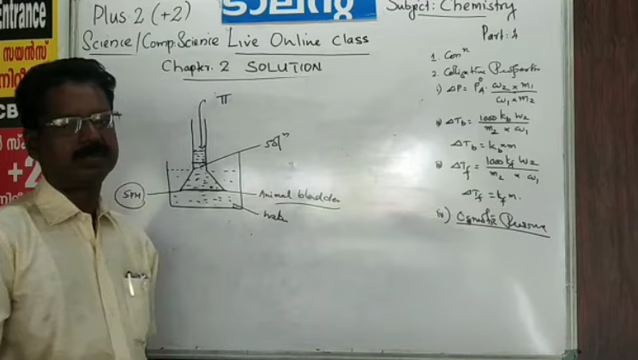 Plus 2 (+2)
Science/Comp.Science Live Online Class
Chapter. 2 SOLUTION
Subject: Chemistry
Part: 4
Entrance
സയൻസ്
CB
+2
π
solⁿ
SPM
Animal bladder
water
1. Conⁿ
2. Colligative Properties
i) ΔP = P°A · w₂ × m₁ / w₁ × m₂
ii) ΔTb = 1000 kb w₂ / m₂ × w₁
ΔTb = kb × m
iii) ΔTf = 1000 kf w₂ / m₂ × w₁
ΔTf = kf m.
iv) Osmotic Pressure